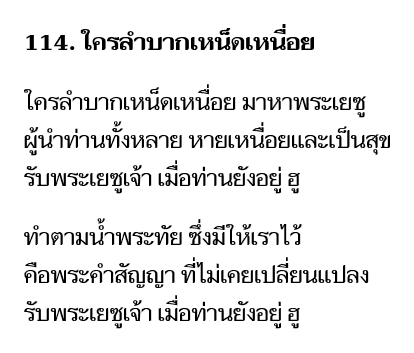 114. ใครลำบากเหน็ดเหนื่อย
ใครลำบากเหน็ดเหนื่อย มาหาพระเยซู
ผู้นำท่านทั้งหลาย หายเหนื่อยและเป็นสุข
รับพระเยซูเจ้า เมื่อท่านยังอยู่ ฮู
ทำตามน้ำพระทัย ซึ่งมีให้เราไว้
คือพระคำสัญญา ที่ไม่เคยเปลี่ยนแปลง
รับพระเยซูเจ้า เมื่อท่านยังอยู่ ฮู